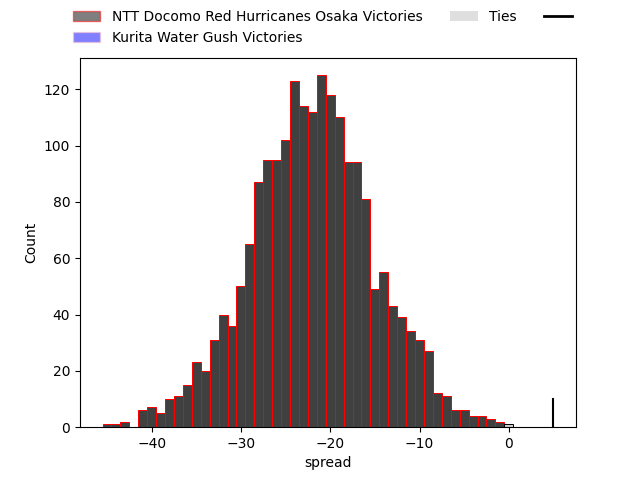 NTT Docomo Red Hurricanes Osaka Victories
Ties
Kurita Water Gush Victories
120
100
80
60
40
20
0
Count
−40
−30
−20
−10
0
spread